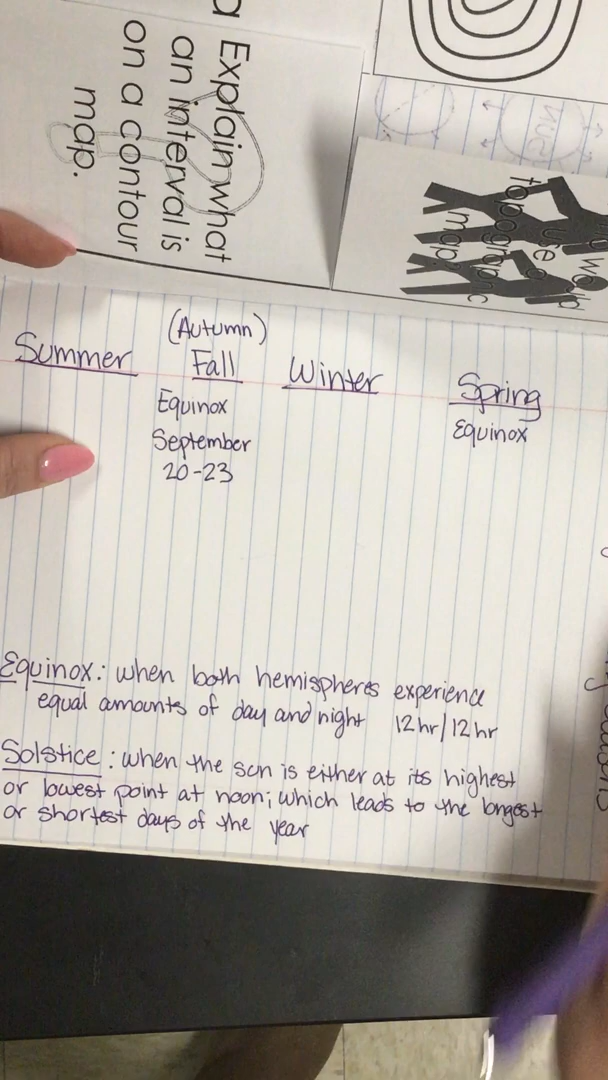 Explain what
an interval is
on a contour
map.
topographic
map
(Autumn)
Summer Fall Winter Spring
Equinox Equinox
September
20-23
Equinox: when both hemispheres experience
equal amounts of day and night 12hr/12hr
Solstice: when the sun is either at its highest
or lowest point at noon; which leads to the longest
or shortest days of the year